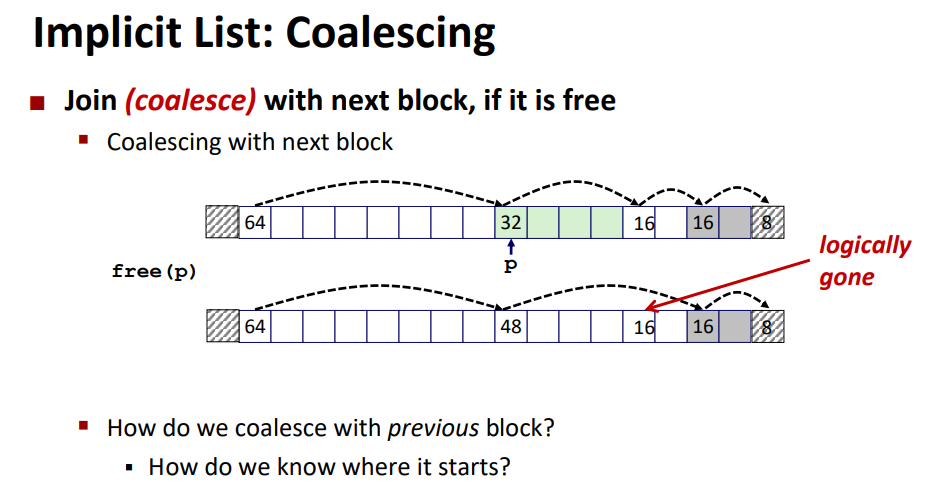 Implicit List: Coalescing
Join (coalesce) with next block, if it is free
Coalescing with next block
64 32 16 16 8
p
free(p)
logically
gone
64 48 16 16 8
How do we coalesce with previous block?
How do we know where it starts?